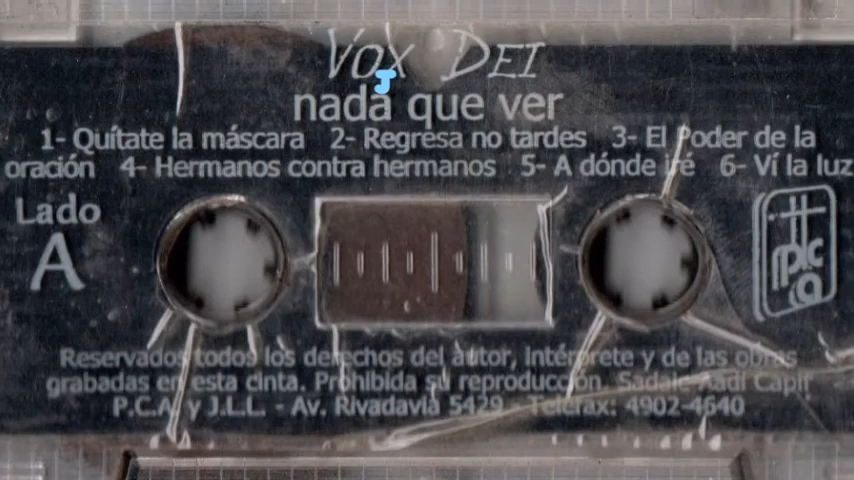 VOX DEI
J
nada que ver
1- Quítate la máscara 2- Regresa no tardes 3- El Poder de la
oración 4- Hermanos contra hermanos 5- A dónde iré 6- Ví la luz
Lado
A
Reservados todos los derechos del autor, intérprete y de las obras
grabadas en esta cinta. Prohibida su reproducción. Sadaic Aadi Capif
P.C.A. y J.L.L. - Av. Rivadavia 5429 - Telefax: 4902-4640